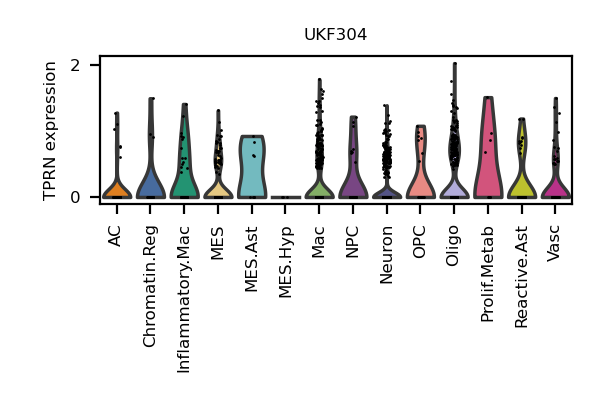 UKF304
TPRN expression
2
0
AC
Chromatin.Reg
Inflammatory.Mac
MES
MES.Ast
MES.Hyp
Mac
NPC
Neuron
OPC
Oligo
Prolif.Metab
Reactive.Ast
Vasc